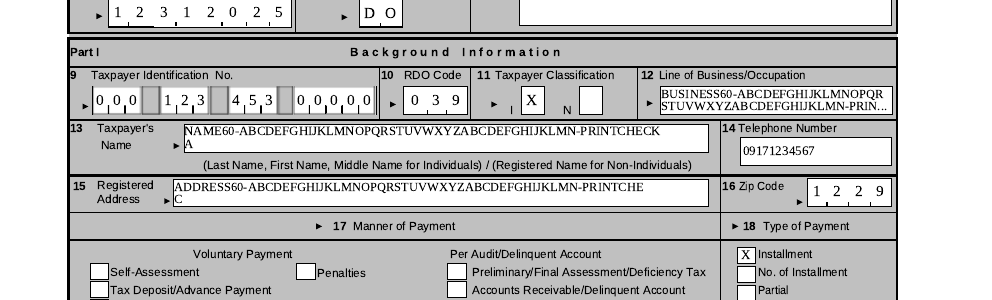 1 2 3 1 2 0 2 5 D O
Part I Background Information
9 Taxpayer Identification No. 10 RDO Code 11 Taxpayer Classification 12 Line of Business/Occupation
0 0 0 1 2 3 4 5 3 0 0 0 0 0 0 3 9 I X N BUSINESS60-ABCDEFGHIJKLMNOPQR
STUVWXYZABCDEFGHIJKLMN-PRIN...
13 Taxpayer's NAME60-ABCDEFGHIJKLMNOPQRSTUVWXYZABCDEFGHIJKLMN-PRINTCHECK 14 Telephone Number
Name A 09171234567
(Last Name, First Name, Middle Name for Individuals) / (Registered Name for Non-Individuals)
15 Registered ADDRESS60-ABCDEFGHIJKLMNOPQRSTUVWXYZABCDEFGHIJKLMN-PRINTCHE 16 Zip Code 1 2 2 9
Address C
17 Manner of Payment 18 Type of Payment
Voluntary Payment Per Audit/Delinquent Account X Installment
Self-Assessment Penalties Preliminary/Final Assessment/Deficiency Tax No. of Installment
Tax Deposit/Advance Payment Accounts Receivable/Delinquent Account Partial